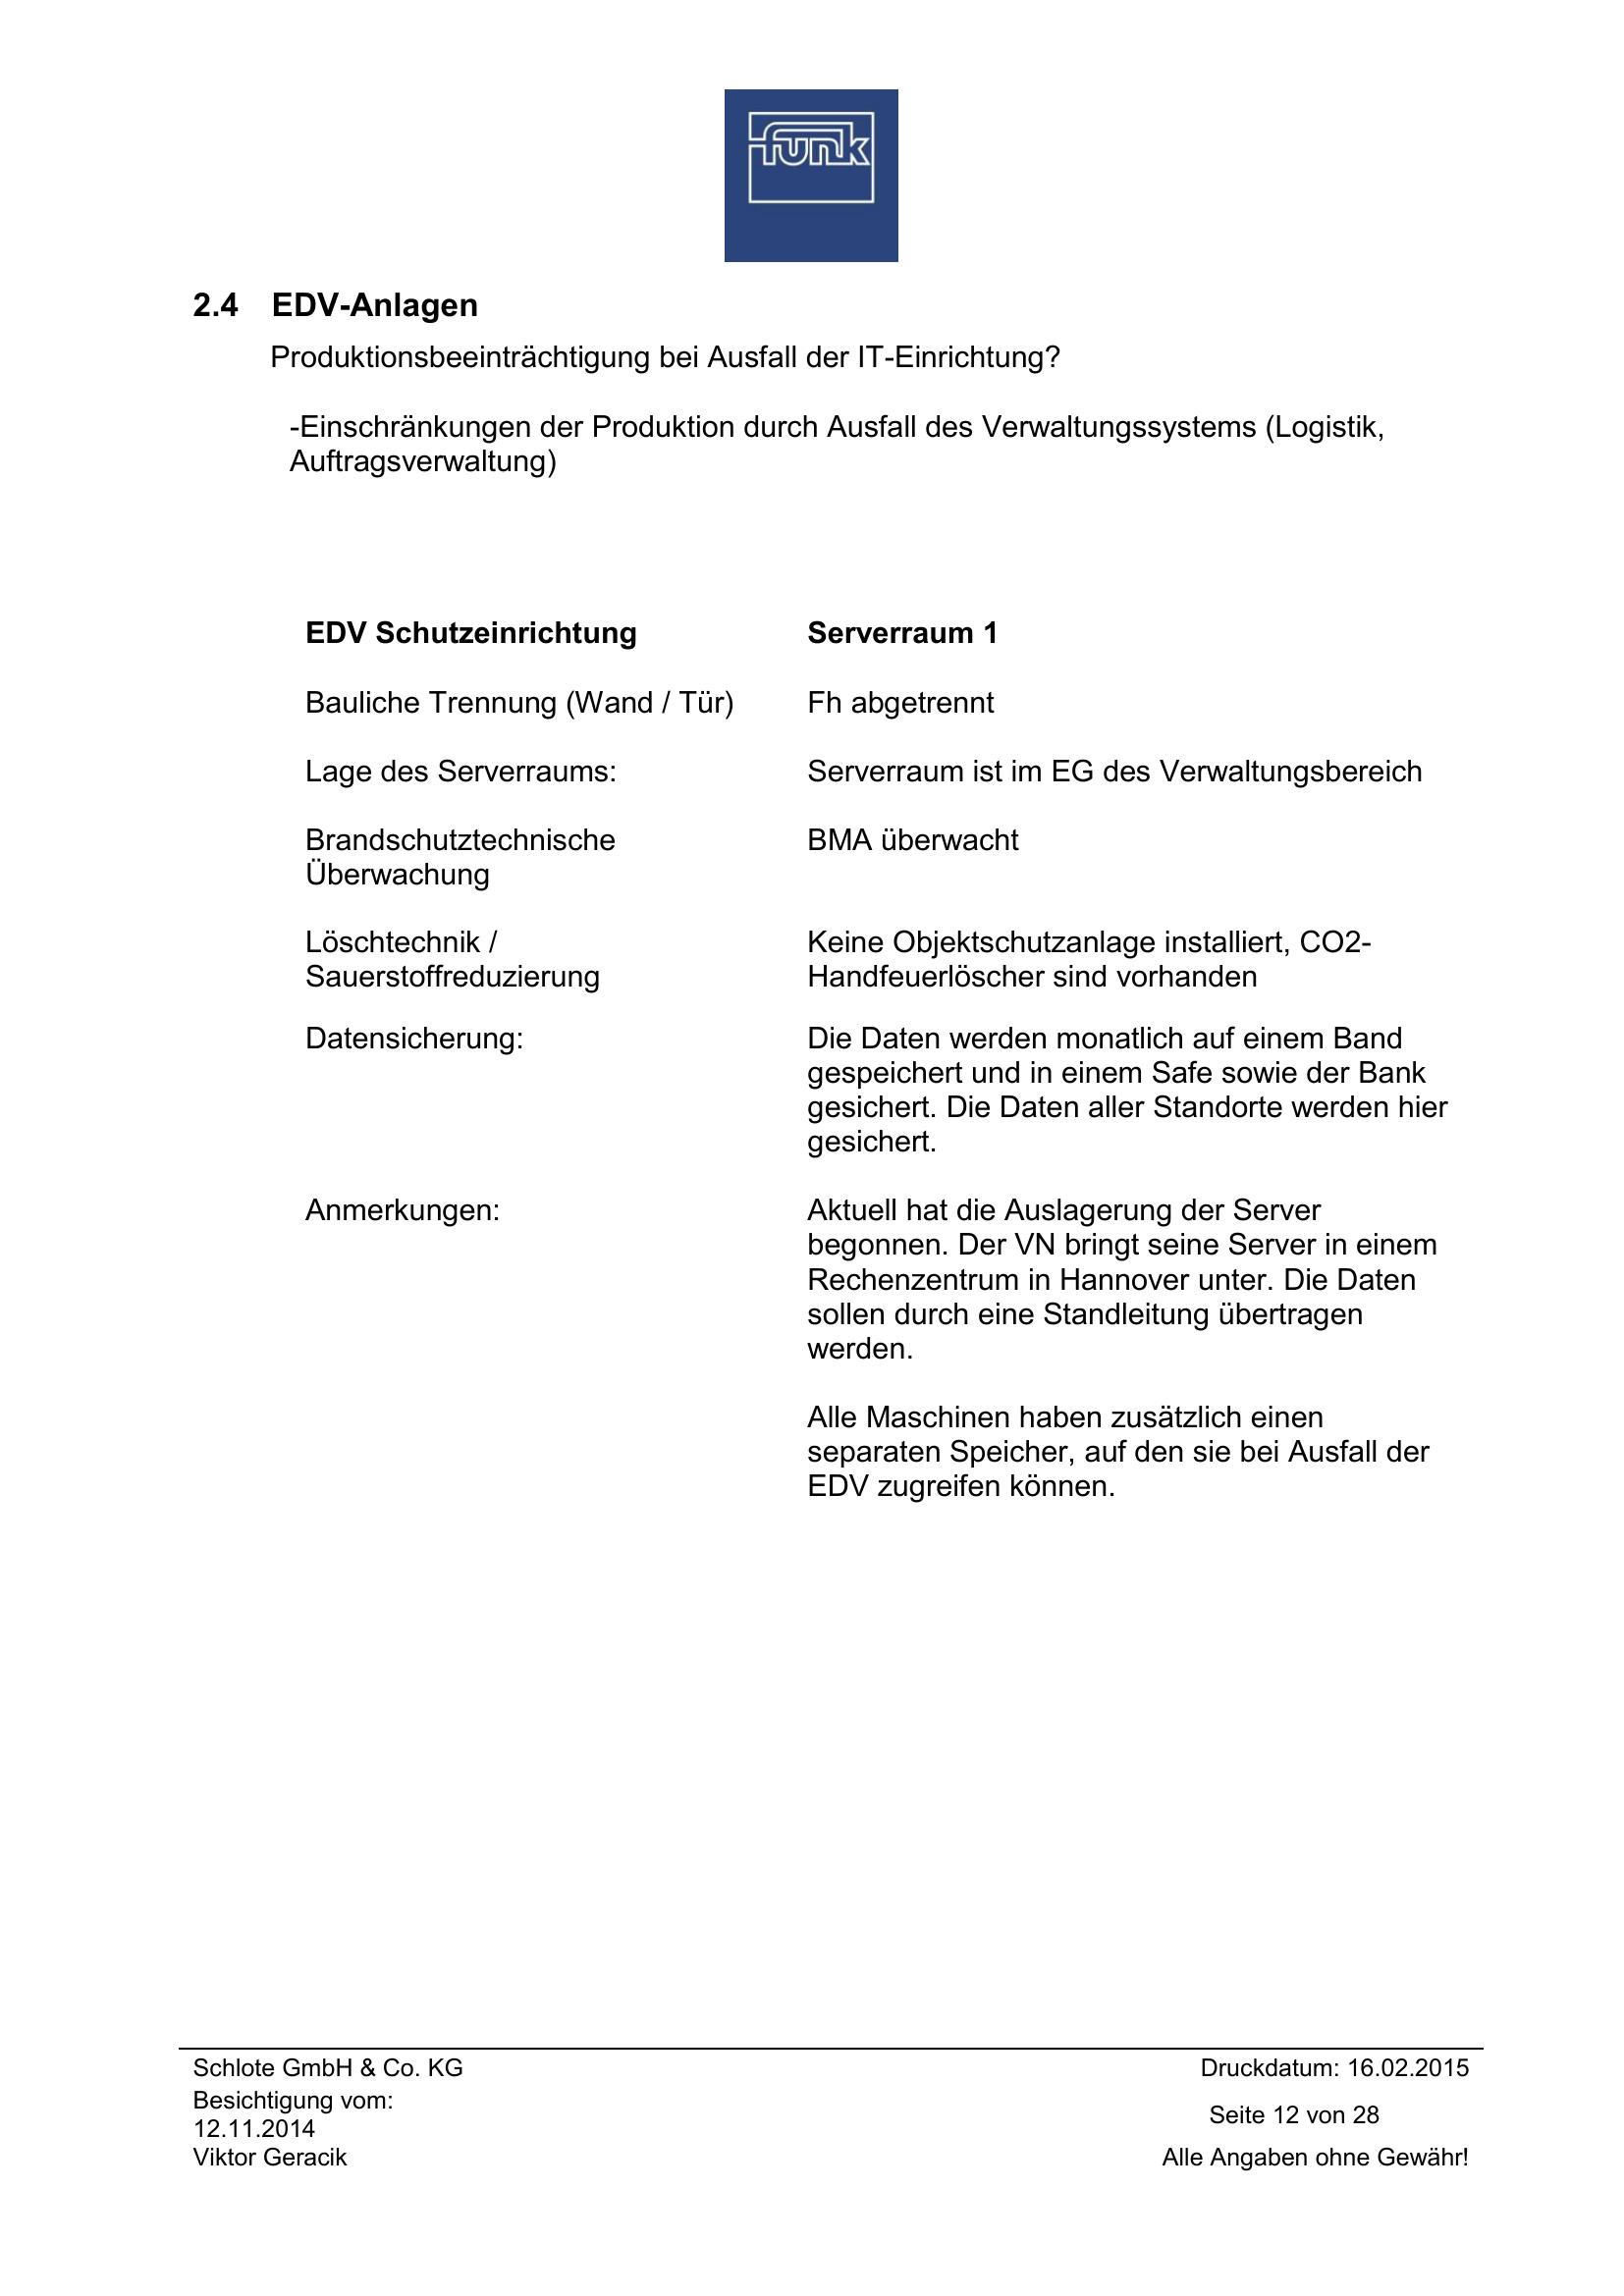 funk
2.4 EDV-Anlagen
Produktionsbeeinträchtigung bei Ausfall der IT-Einrichtung?
-Einschränkungen der Produktion durch Ausfall des Verwaltungssystems (Logistik,
Auftragsverwaltung)
EDV Schutzeinrichtung Serverraum 1
Bauliche Trennung (Wand / Tür) Fh abgetrennt
Lage des Serverraums: Serverraum ist im EG des Verwaltungsbereich
Brandschutztechnische BMA überwacht
Überwachung
Löschtechnik / Keine Objektschutzanlage installiert, CO2-
Sauerstoffreduzierung Handfeuerlöscher sind vorhanden
Datensicherung: Die Daten werden monatlich auf einem Band
gespeichert und in einem Safe sowie der Bank
gesichert. Die Daten aller Standorte werden hier
gesichert.
Anmerkungen: Aktuell hat die Auslagerung der Server
begonnen. Der VN bringt seine Server in einem
Rechenzentrum in Hannover unter. Die Daten
sollen durch eine Standleitung übertragen
werden.
Alle Maschinen haben zusätzlich einen
separaten Speicher, auf den sie bei Ausfall der
EDV zugreifen können.
Schlote GmbH & Co. KG Druckdatum: 16.02.2015
Besichtigung vom:
12.11.2014 Seite 12 von 28
Viktor Geracik Alle Angaben ohne Gewähr!